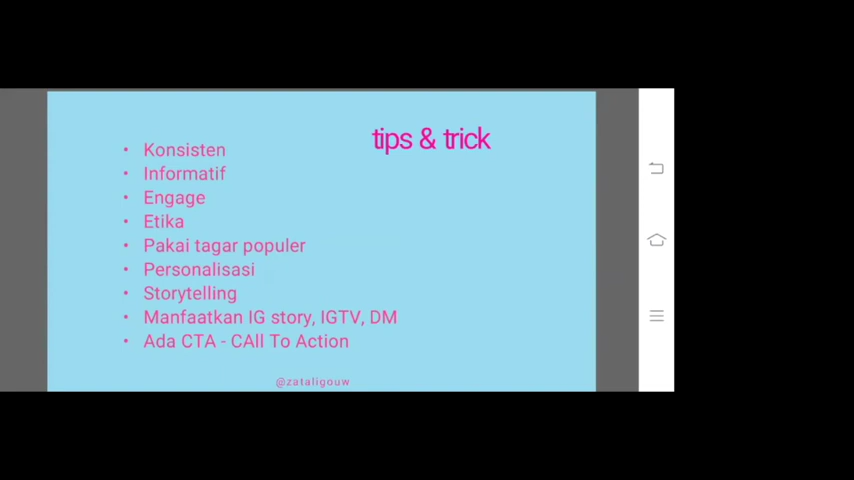 tips & trick
• Konsisten
• Informatif
• Engage
• Etika
• Pakai tagar populer
• Personalisasi
• Storytelling
• Manfaatkan IG story, IGTV, DM
• Ada CTA - CAll To Action
@zataligouw